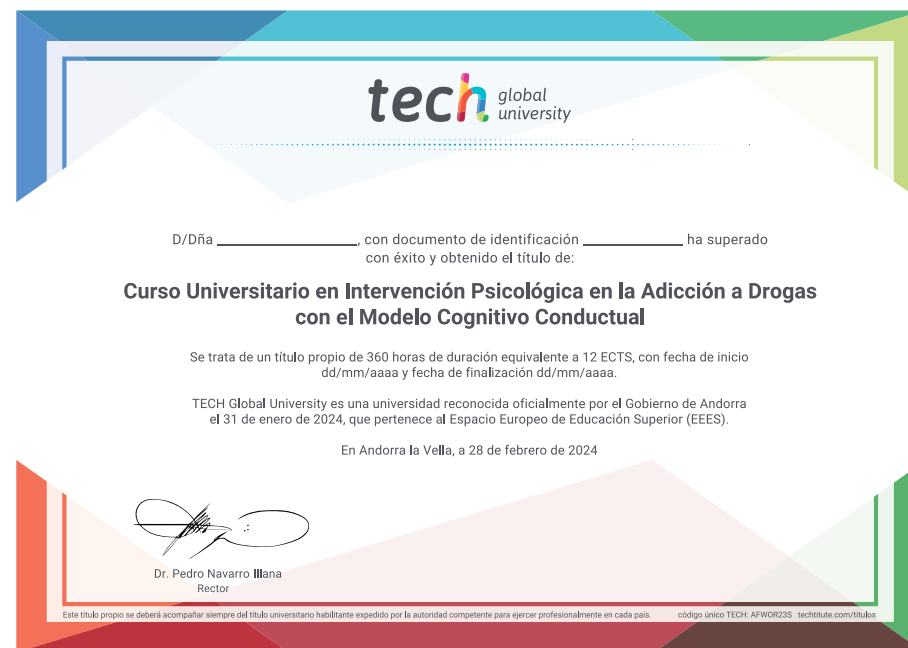 tech global university
D/Dña ____________, con documento de identificación ____________ ha superado
con éxito y obtenido el título de:
Curso Universitario en Intervención Psicológica en la Adicción a Drogas
con el Modelo Cognitivo Conductual
Se trata de un título propio de 360 horas de duración equivalente a 12 ECTS, con fecha de inicio
dd/mm/aaaa y fecha de finalización dd/mm/aaaa.
TECH Global University es una universidad reconocida oficialmente por el Gobierno de Andorra
el 31 de enero de 2024, que pertenece al Espacio Europeo de Educación Superior (EEES).
En Andorra la Vella, a 28 de febrero de 2024
Dr. Pedro Navarro Illana
Rector
Este título propio se deberá acompañar siempre del título universitario habilitante expedido por la autoridad competente para ejercer profesionalmente en cada país. código único TECH: AFWOR23S techtitute.com/titulos